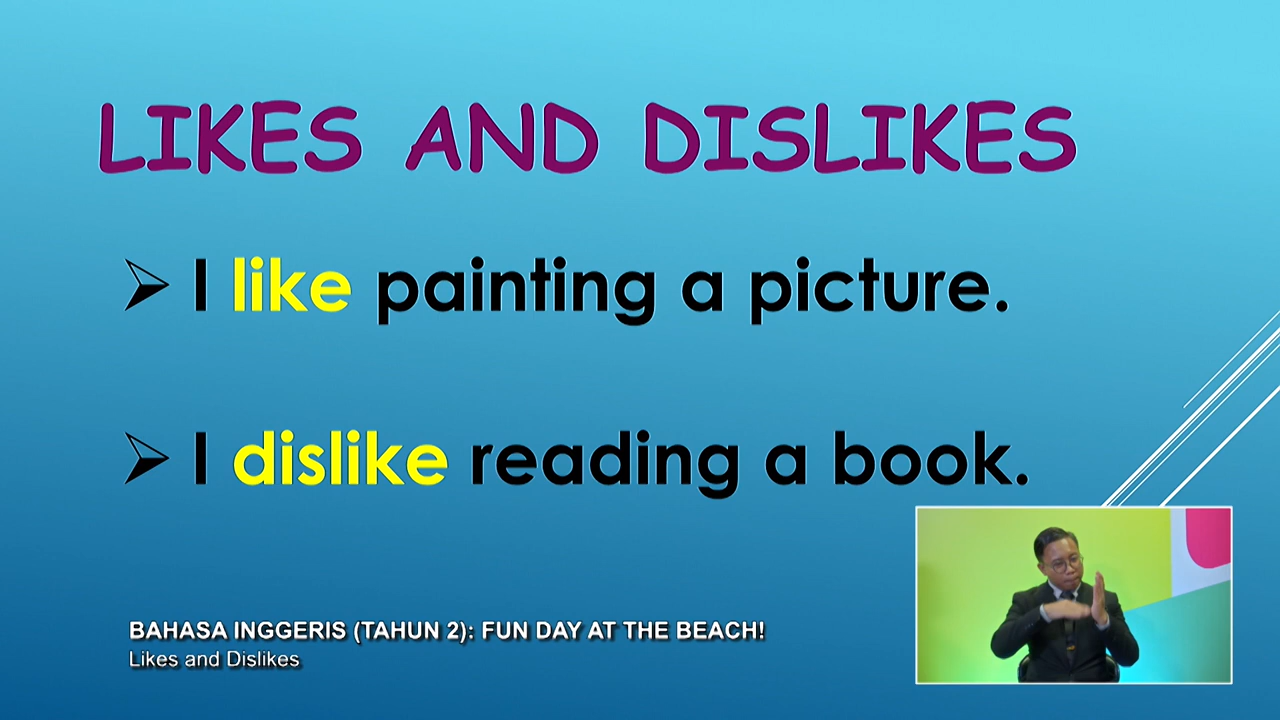 LIKES AND DISLIKES
I like painting a picture.
I dislike reading a book.
BAHASA INGGERIS (TAHUN 2): FUN DAY AT THE BEACH!
Likes and Dislikes